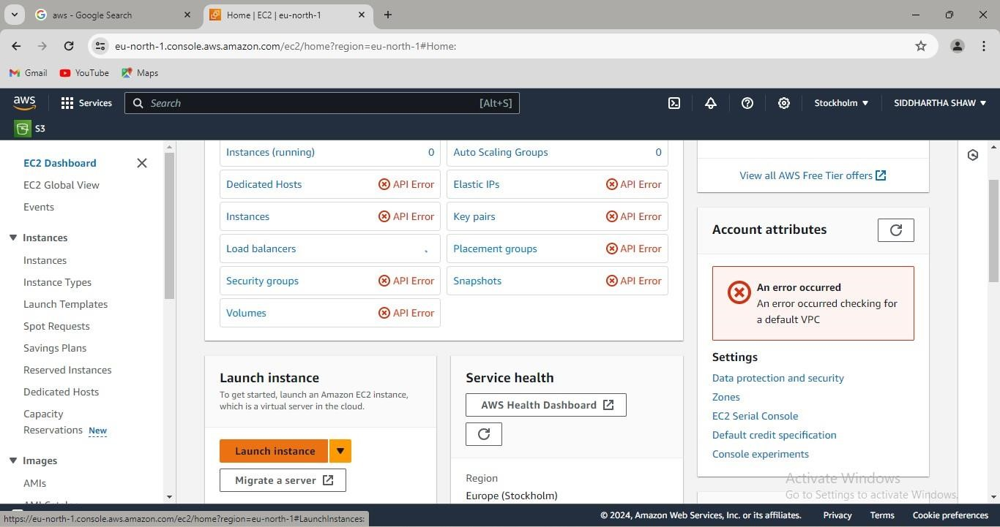 aws - Google Search
Home | EC2 | eu-north-1
eu-north-1.console.aws.amazon.com/ec2/home?region=eu-north-1#Home:
Gmail YouTube Maps
aws Services Search [Alt+S] Stockholm SIDDHARTHA SHAW
S3
EC2 Dashboard
EC2 Global View
Events
Instances
Instances
Instance Types
Launch Templates
Spot Requests
Savings Plans
Reserved Instances
Dedicated Hosts
Capacity
Reservations New
Images
AMIs
Instances (running) 0 Auto Scaling Groups 0
Dedicated Hosts API Error Elastic IPs API Error
Instances API Error Key pairs API Error
Load balancers Placement groups API Error
Security groups API Error Snapshots API Error
Volumes API Error
Launch instance
To get started, launch an Amazon EC2 instance,
which is a virtual server in the cloud.
Launch instance
Migrate a server
Service health
AWS Health Dashboard
Region
Europe (Stockholm)
View all AWS Free Tier offers
Account attributes
An error occurred
An error occurred checking for
a default VPC
Settings
Data protection and security
Zones
EC2 Serial Console
Default credit specification
Console experiments
Activate Windows
Go to Settings to activate Windows.
https://eu-north-1.console.aws.amazon.com/ec2/home?region=eu-north-1#LaunchInstances:
© 2024, Amazon Web Services, Inc. or its affiliates. Privacy Terms Cookie preferences